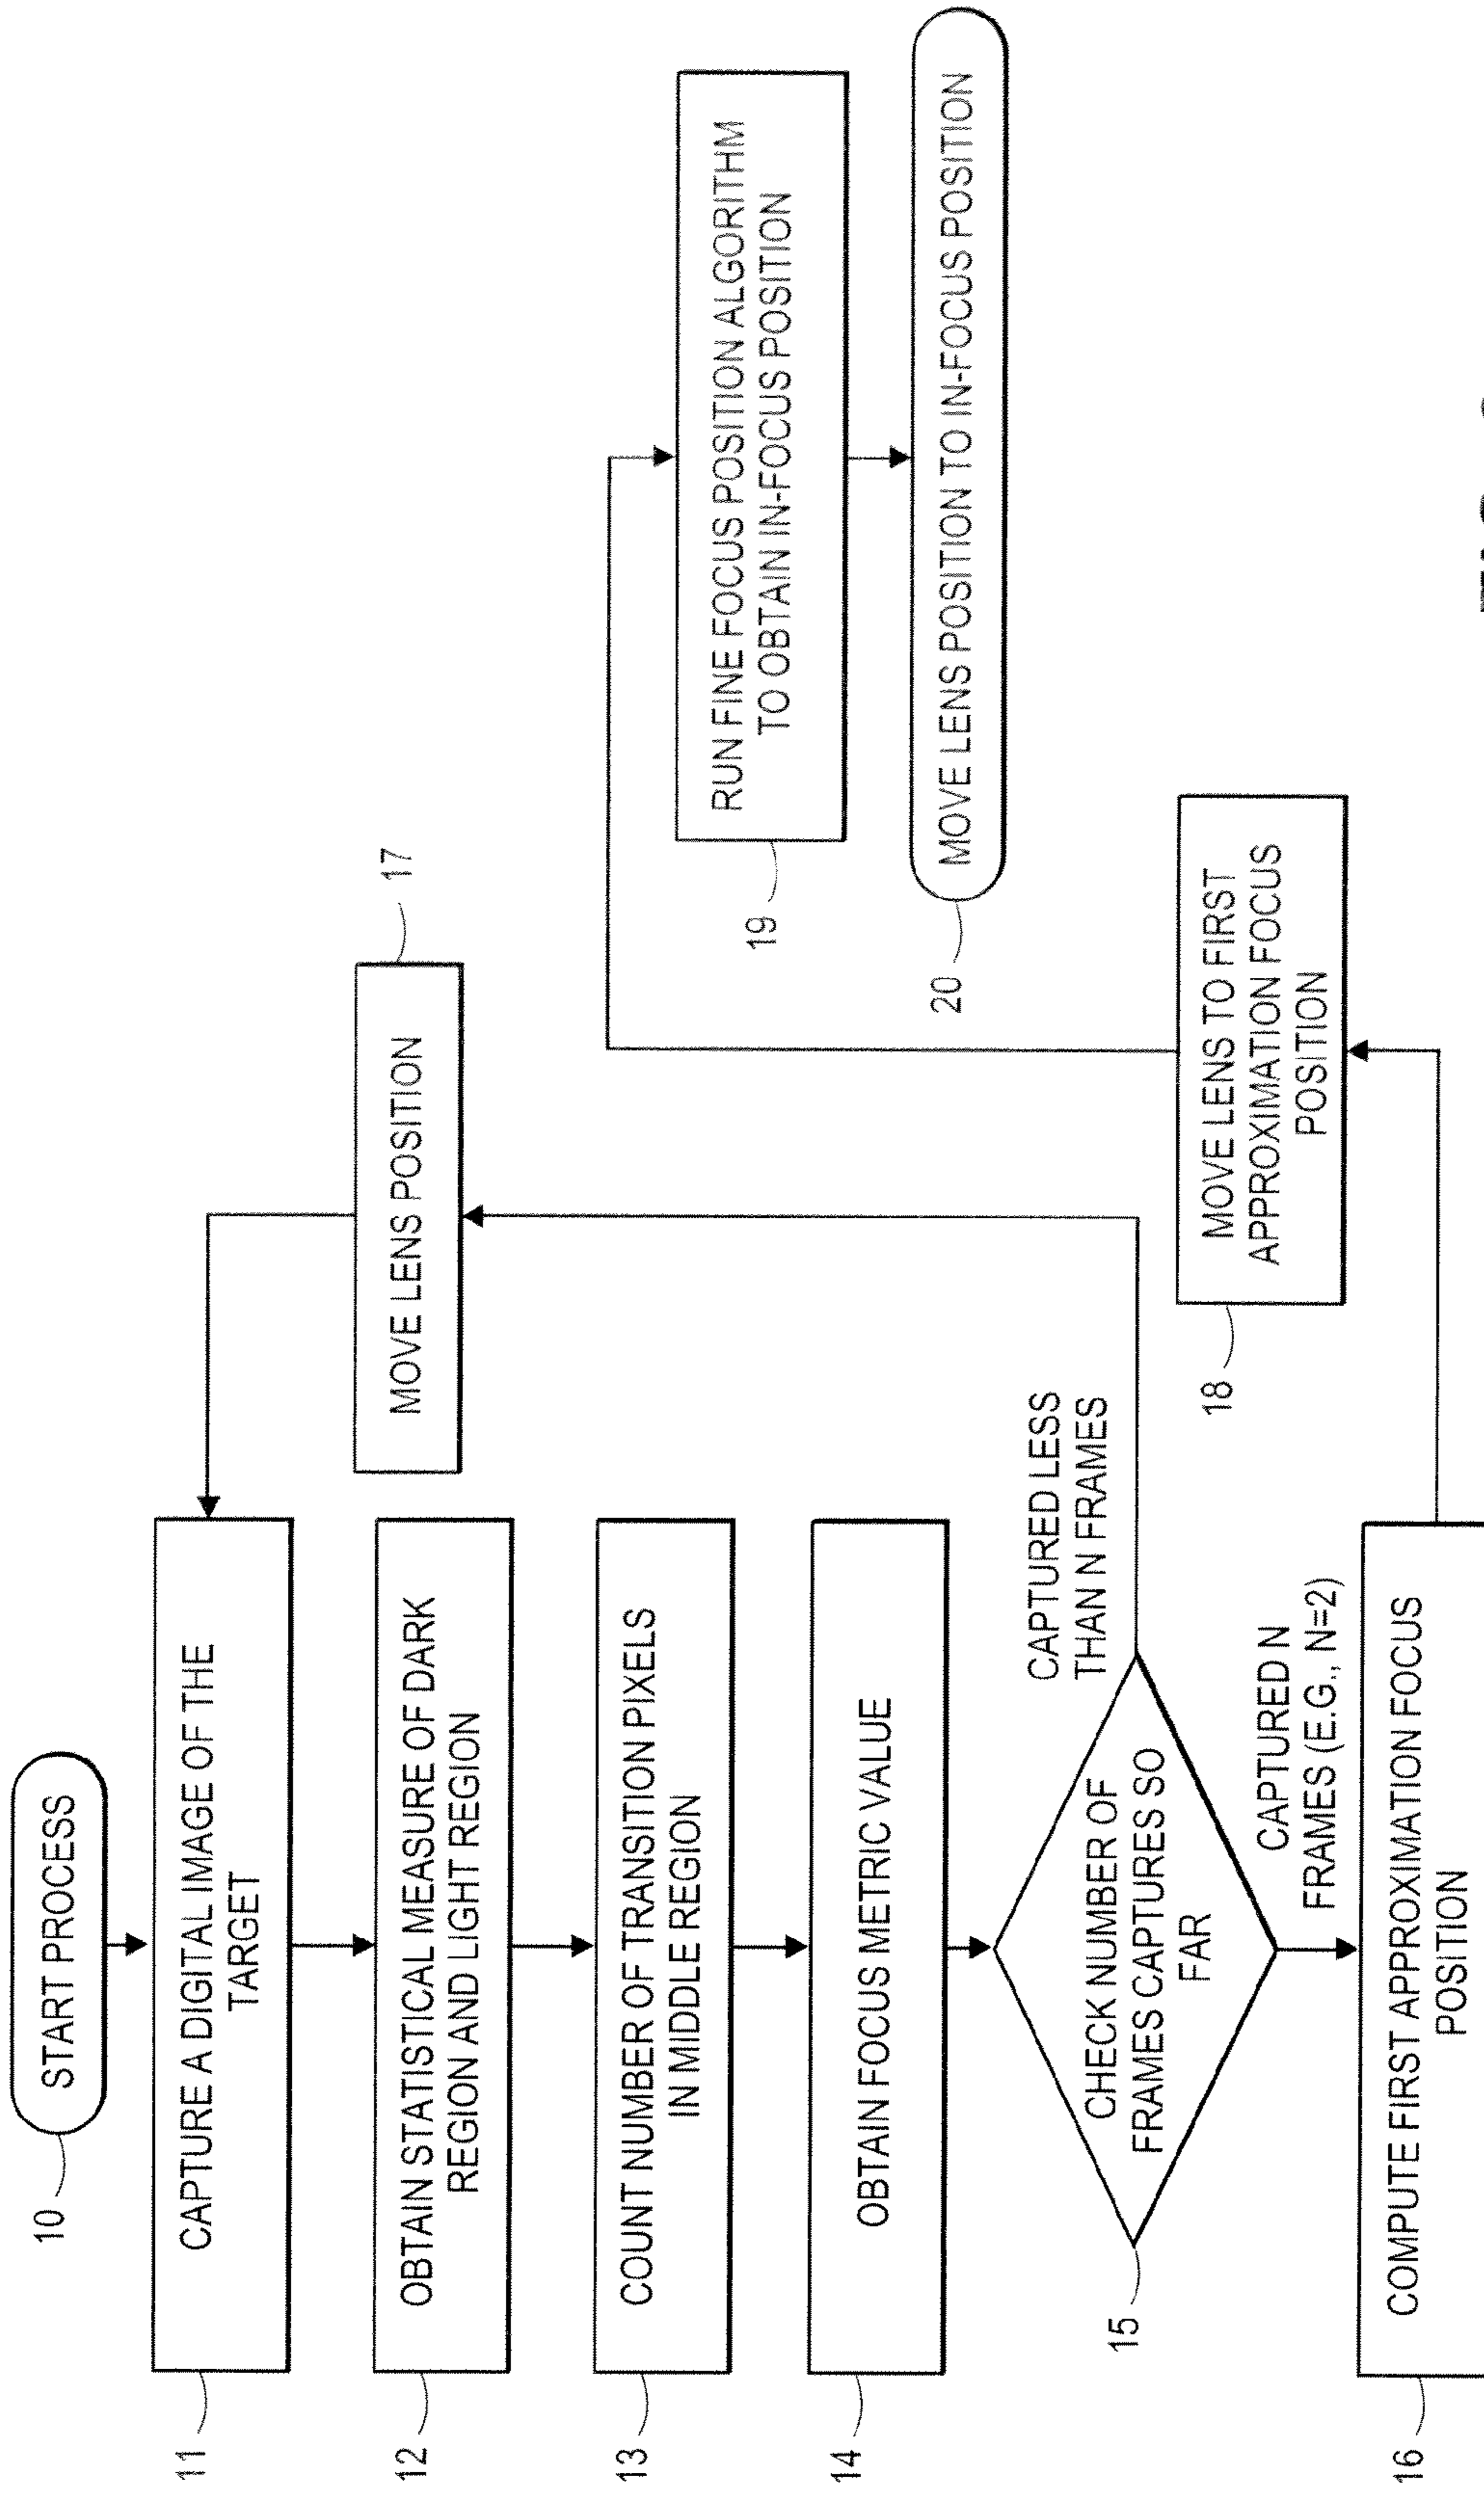 10
START PROCESS
11
CAPTURE A DIGITAL IMAGE OF THE
TARGET
12
OBTAIN STATISTICAL MEASURE OF DARK
REGION AND LIGHT REGION
13
COUNT NUMBER OF TRANSITION PIXELS
IN MIDDLE REGION
14
OBTAIN FOCUS METRIC VALUE
15
CHECK NUMBER OF
FRAMES CAPTURES SO
FAR
CAPTURED LESS
THAN N FRAMES
CAPTURED N
FRAMES (E.G., N=2)
16
COMPUTE FIRST APPROXIMATION FOCUS
POSITION
17
MOVE LENS POSITION
18
MOVE LENS TO FIRST
APPROXIMATION FOCUS
POSITION
19
RUN FINE FOCUS POSITION ALGORITHM
TO OBTAIN IN-FOCUS POSITION
20
MOVE LENS POSITION TO IN-FOCUS POSITION